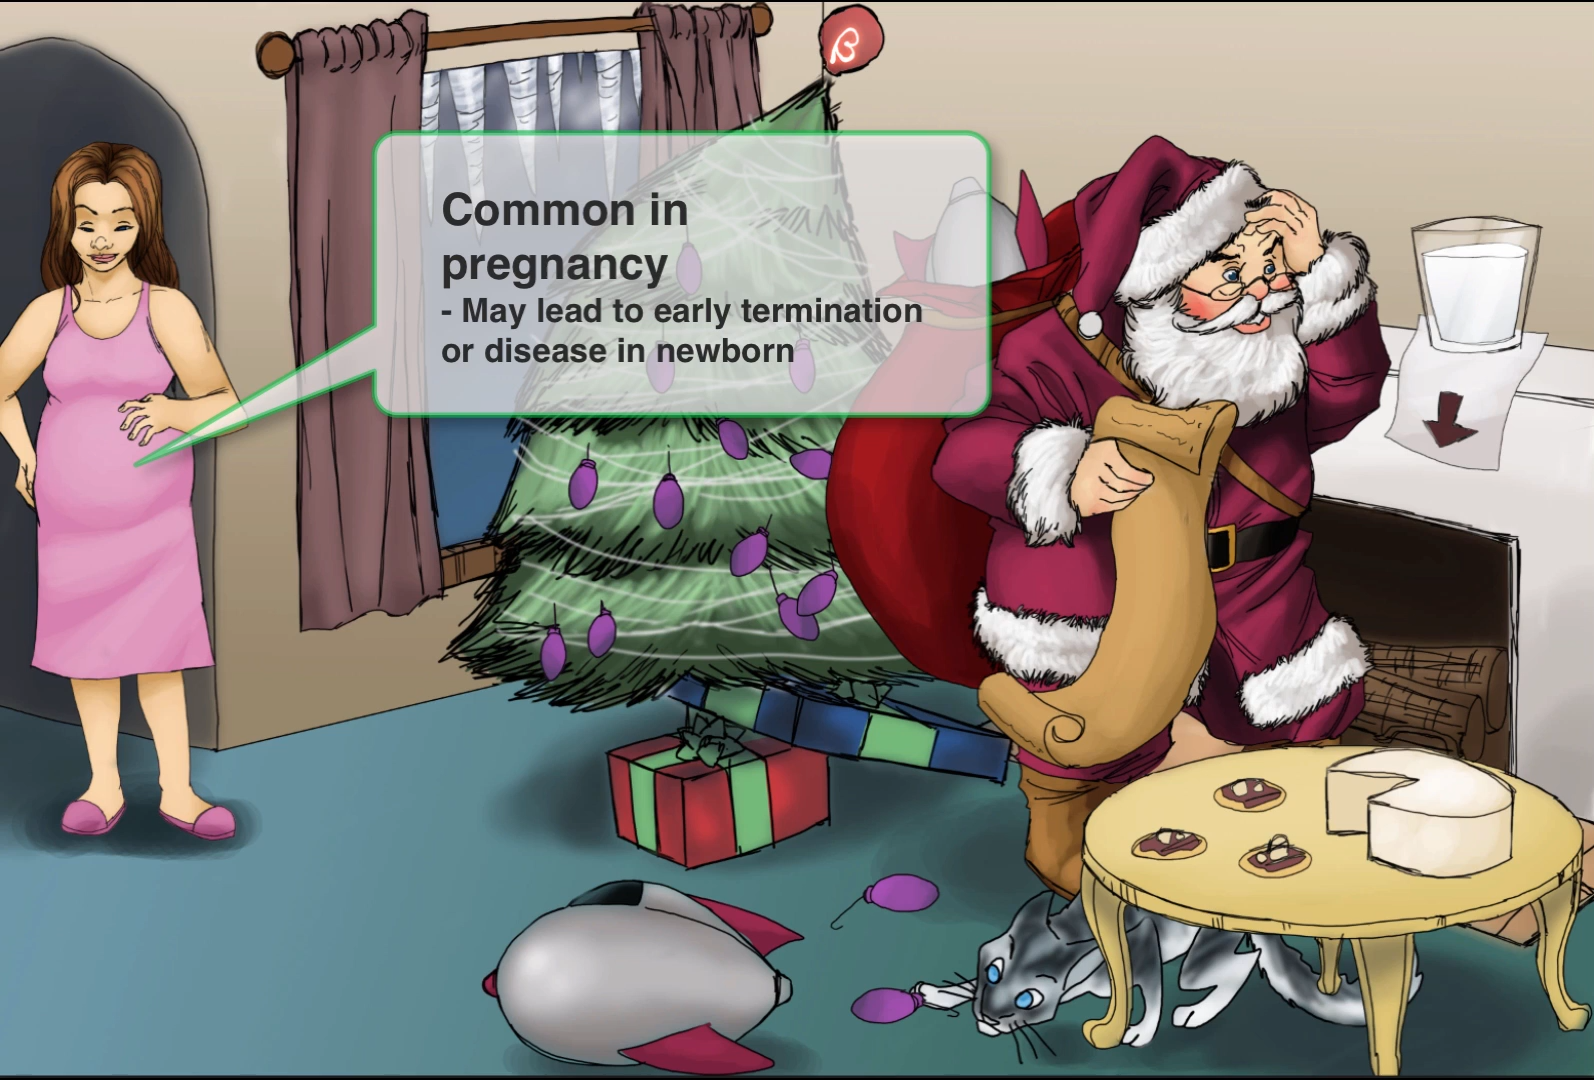 β
Common in
pregnancy
- May lead to early termination
or disease in newborn